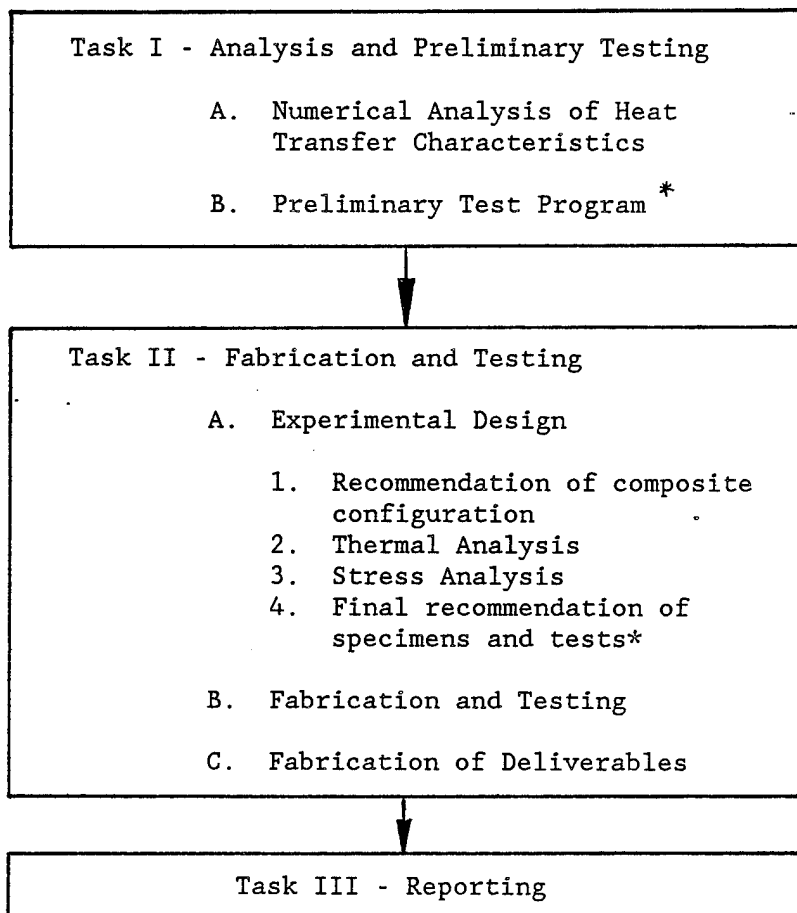 Task I - Analysis and Preliminary Testing
A. Numerical Analysis of Heat
Transfer Characteristics
B. Preliminary Test Program *
Task II - Fabrication and Testing
A. Experimental Design
1. Recommendation of composite
configuration
2. Thermal Analysis
3. Stress Analysis
4. Final recommendation of
specimens and tests*
B. Fabrication and Testing
C. Fabrication of Deliverables
Task III - Reporting